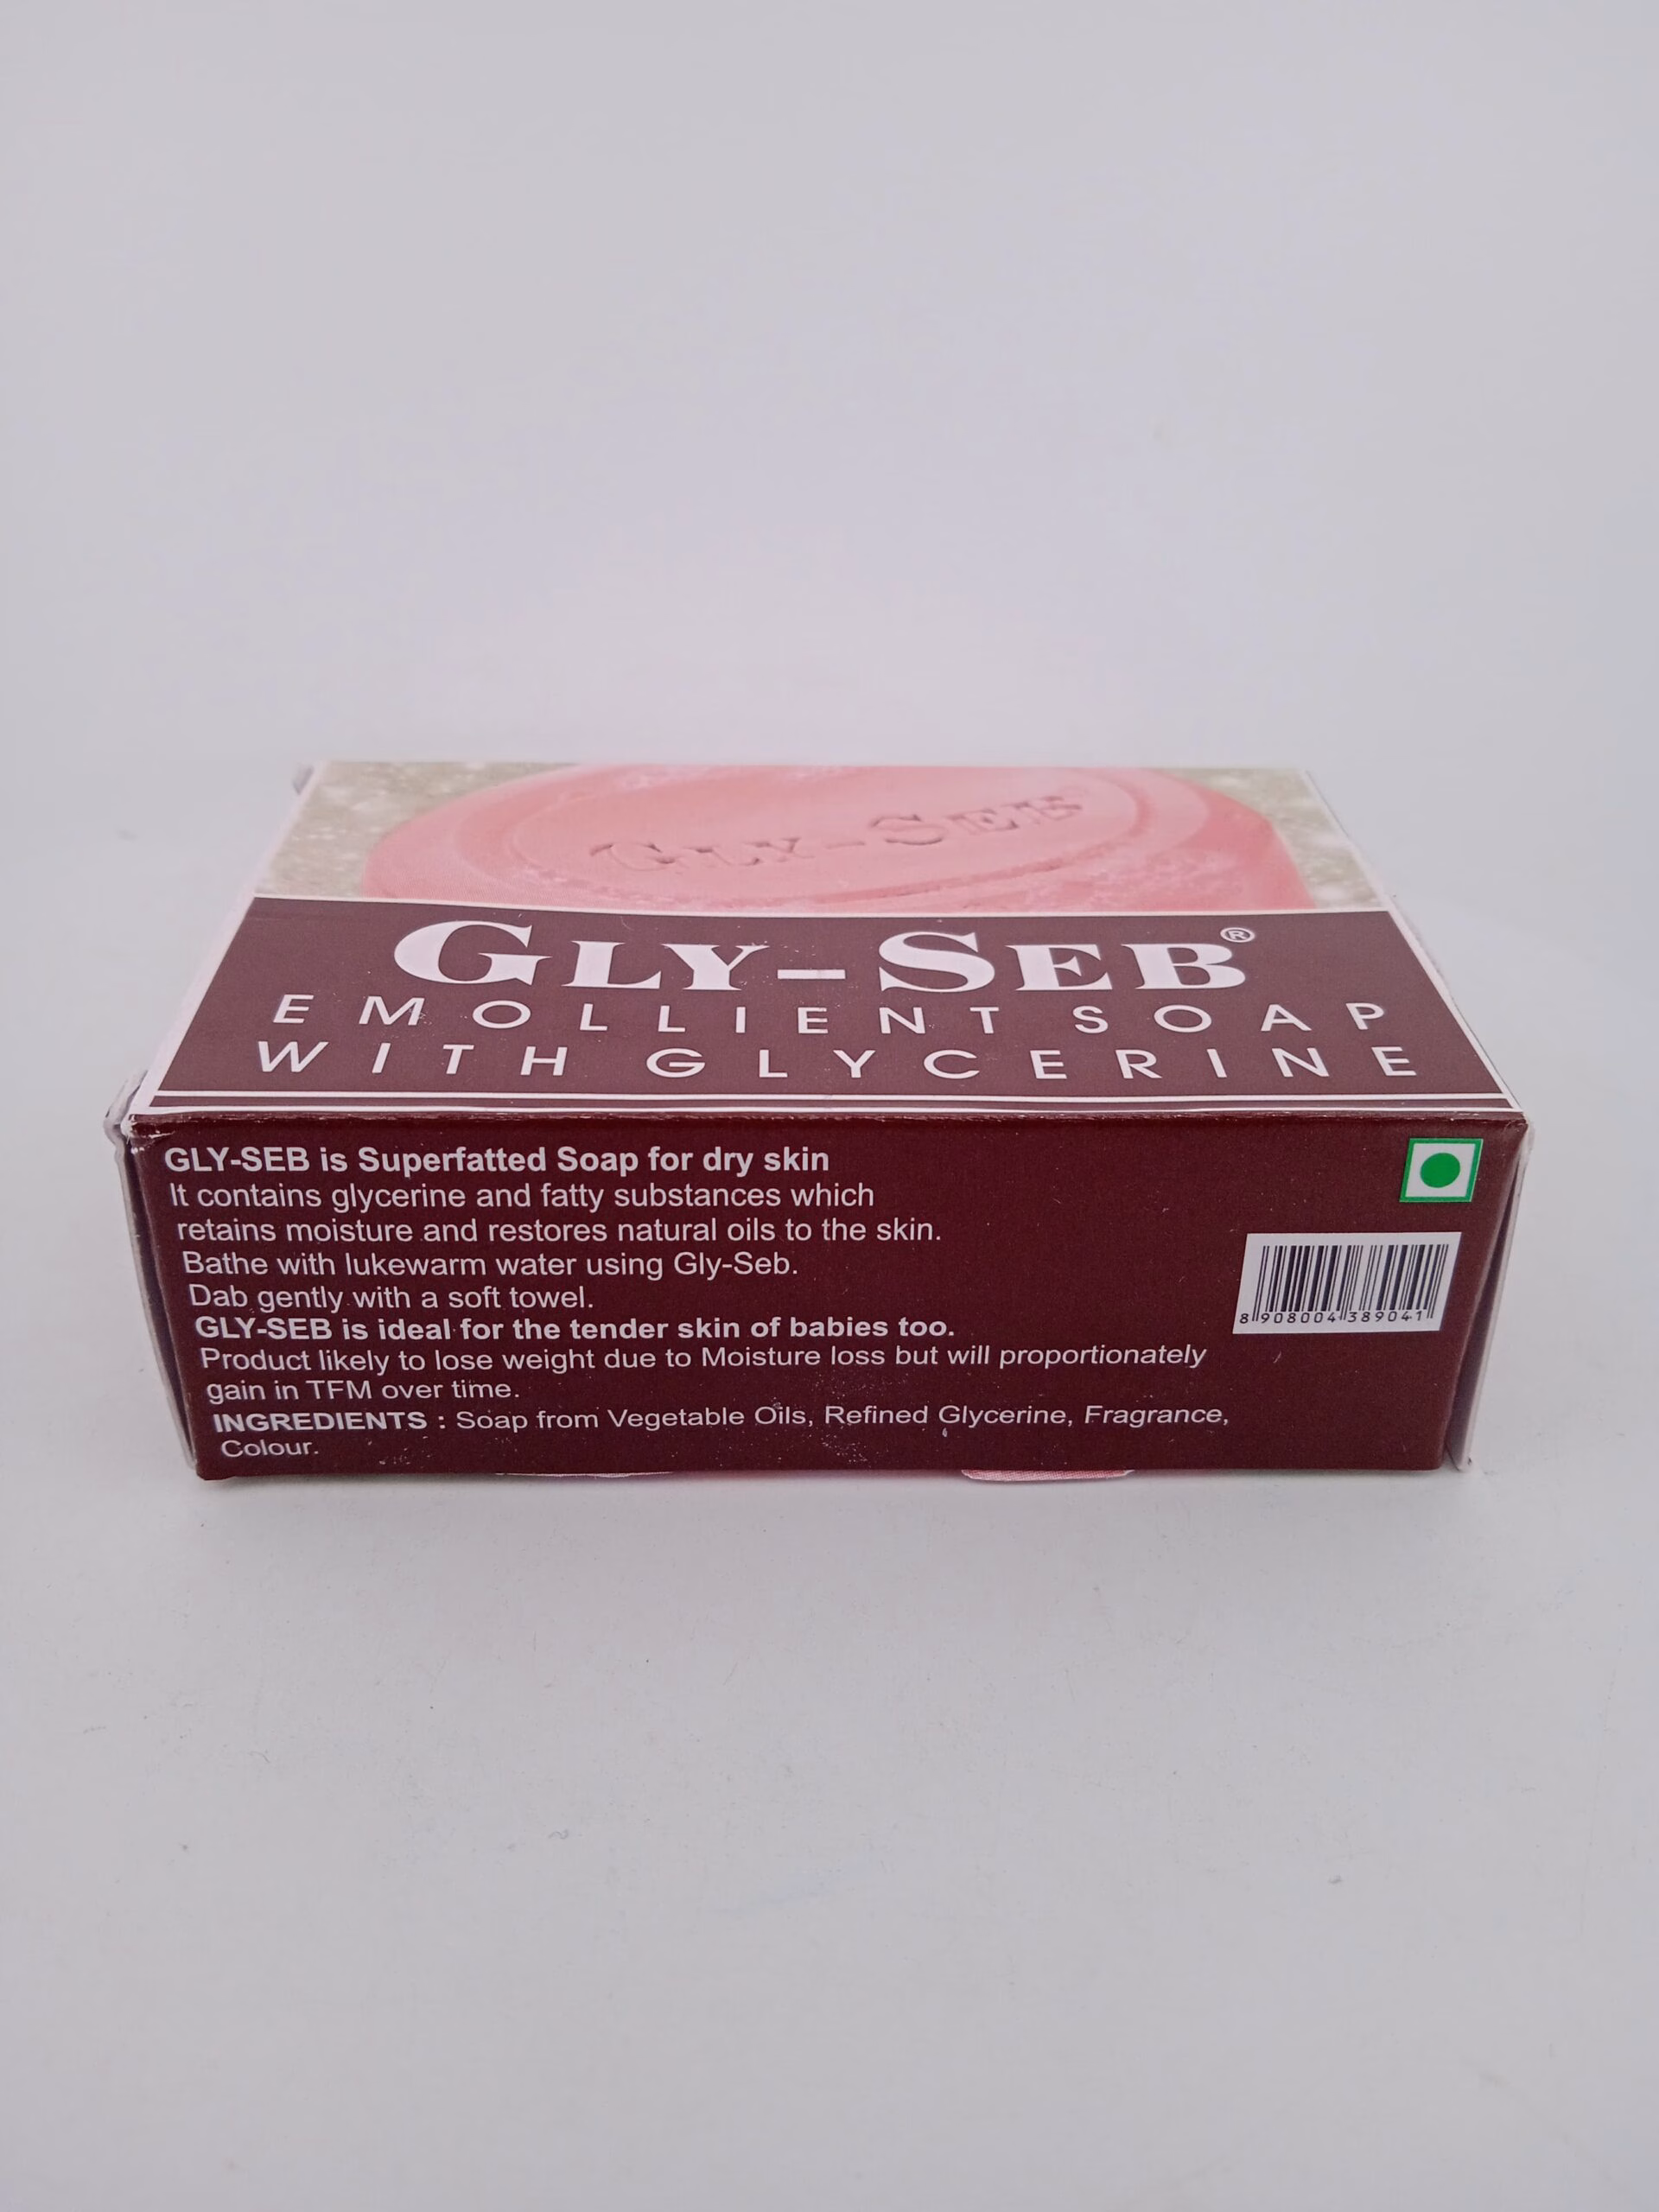 GLY-SEB
GLY-SEB®
EMOLLIENT SOAP
WITH GLYCERINE
GLY-SEB is Superfatted Soap for dry skin
It contains glycerine and fatty substances which
retains moisture and restores natural oils to the skin.
Bathe with lukewarm water using Gly-Seb.
Dab gently with a soft towel.
GLY-SEB is ideal for the tender skin of babies too.
Product likely to lose weight due to Moisture loss but will proportionately
gain in TFM over time.
INGREDIENTS : Soap from Vegetable Oils, Refined Glycerine, Fragrance,
Colour.
8 908004 389041